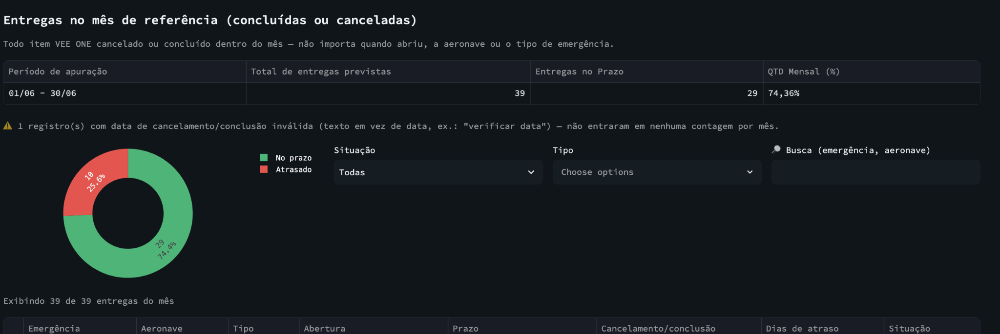 Entregas no mês de referência (concluídas ou canceladas)
Todo item VEE ONE cancelado ou concluído dentro do mês — não importa quando abriu, a aeronave ou o tipo de emergência.
Período de apuração Total de entregas previstas Entregas no Prazo QTD Mensal (%)
01/06 - 30/06 39 29 74,36%
1 registro(s) com data de cancelamento/conclusão inválida (texto em vez de data, ex.: "verificar data") — não entraram em nenhuma contagem por mês.
No prazo
Atrasado
10
25.6%
29
74.4%
Situação
Todas
Tipo
Choose options
Busca (emergência, aeronave)
Exibindo 39 de 39 entregas do mês
Emergência Aeronave Tipo Abertura Prazo Cancelamento/conclusão Dias de atraso Situação